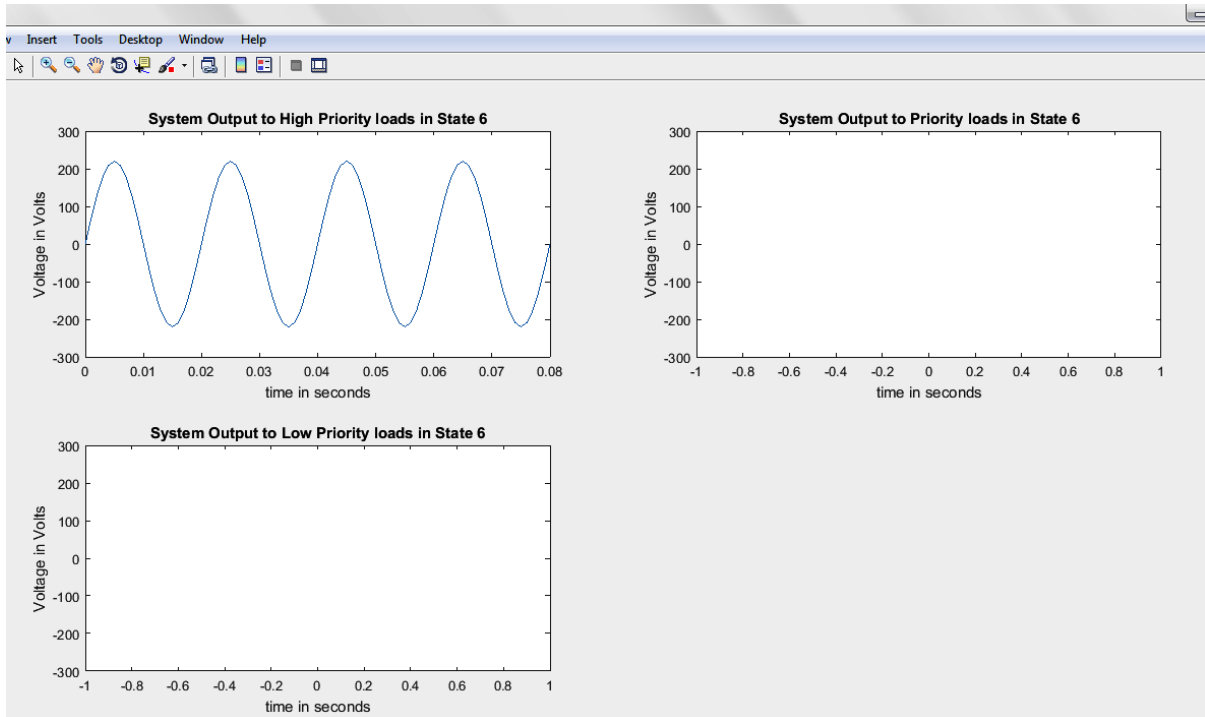 Insert Tools Desktop Window Help
System Output to High Priority loads in State 6
300
200
100
0
-100
-200
-300
Voltage in Volts
0 0.01 0.02 0.03 0.04 0.05 0.06 0.07 0.08
time in seconds
System Output to Priority loads in State 6
300
200
100
0
-100
-200
-300
Voltage in Volts
-1 -0.8 -0.6 -0.4 -0.2 0 0.2 0.4 0.6 0.8 1
time in seconds
System Output to Low Priority loads in State 6
300
200
100
0
-100
-200
-300
Voltage in Volts
-1 -0.8 -0.6 -0.4 -0.2 0 0.2 0.4 0.6 0.8 1
time in seconds